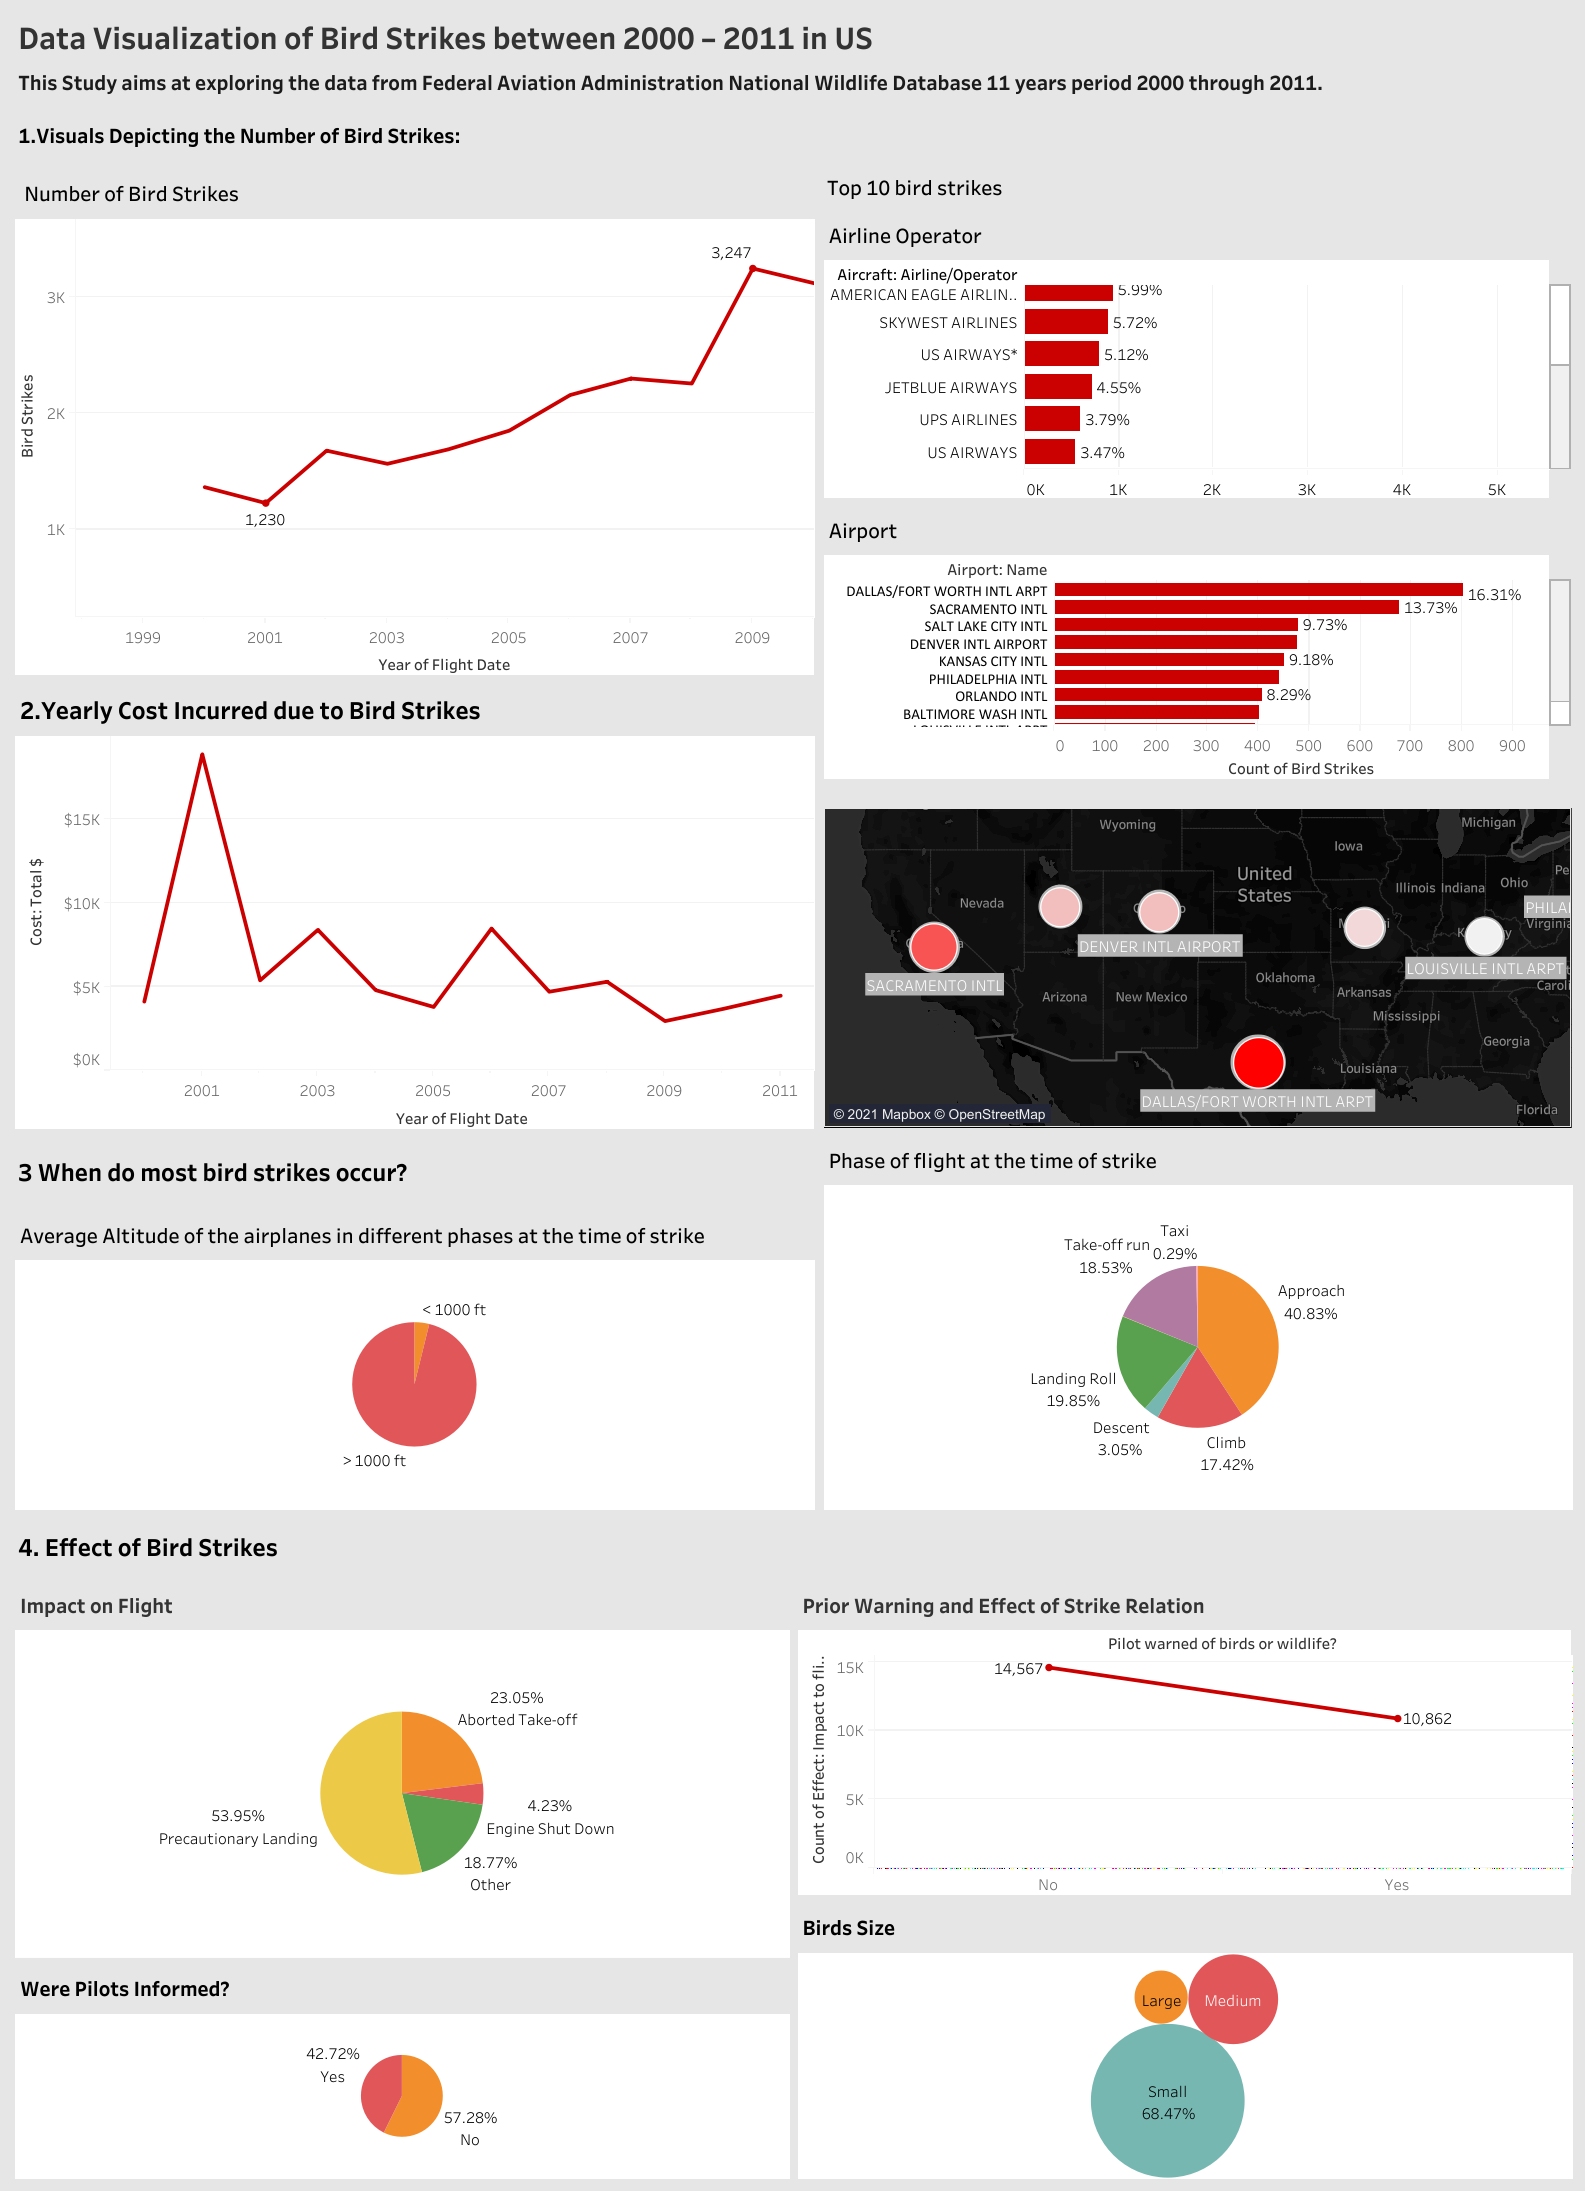 Data Visualization of Bird Strikes between 2000 – 2011 in US
This Study aims at exploring the data from Federal Aviation Administration National Wildlife Database 11 years period 2000 through 2011.
1.Visuals Depicting the Number of Bird Strikes:
Number of Bird Strikes
Bird Strikes
3K
2K
1K
3,247
1,230
1999 2001 2003 2005 2007 2009
Year of Flight Date
Top 10 bird strikes
Airline Operator
Aircraft: Airline/Operator
AMERICAN EAGLE AIRLIN.. 5.99%
SKYWEST AIRLINES 5.72%
US AIRWAYS* 5.12%
JETBLUE AIRWAYS 4.55%
UPS AIRLINES 3.79%
US AIRWAYS 3.47%
0K 1K 2K 3K 4K 5K
Airport
Airport: Name
DALLAS/FORT WORTH INTL ARPT 16.31%
SACRAMENTO INTL 13.73%
SALT LAKE CITY INTL 9.73%
DENVER INTL AIRPORT
KANSAS CITY INTL 9.18%
PHILADELPHIA INTL
ORLANDO INTL 8.29%
BALTIMORE WASH INTL
LOUISVILLE INTL ARPT
0 100 200 300 400 500 600 700 800 900
Count of Bird Strikes
2.Yearly Cost Incurred due to Bird Strikes
Cost: Total $
$15K
$10K
$5K
$0K
2001 2003 2005 2007 2009 2011
Year of Flight Date
Wyoming
Michigan
Iowa
United
States
Illinois Indiana Ohio Pe
Nevada
PHILA
Virginia
DENVER INTL AIRPORT
LOUISVILLE INTL ARPT
SACRAMENTO INTL
Oklahoma
Caroli
Arizona
New Mexico
Arkansas
Mississippi
Georgia
Louisiana
DALLAS/FORT WORTH INTL ARPT
Florida
© 2021 Mapbox © OpenStreetMap
3 When do most bird strikes occur?
Average Altitude of the airplanes in different phases at the time of strike
< 1000 ft
> 1000 ft
Phase of flight at the time of strike
Taxi
0.29%
Take-off run
18.53%
Approach
40.83%
Landing Roll
19.85%
Descent
3.05%
Climb
17.42%
4. Effect of Bird Strikes
Impact on Flight
23.05%
Aborted Take-off
4.23%
Engine Shut Down
53.95%
Precautionary Landing
18.77%
Other
Prior Warning and Effect of Strike Relation
Pilot warned of birds or wildlife?
Count of Effect: Impact to fli..
15K
10K
5K
0K
14,567
10,862
No Yes
Were Pilots Informed?
42.72%
Yes
57.28%
No
Birds Size
Large
Medium
Small
68.47%